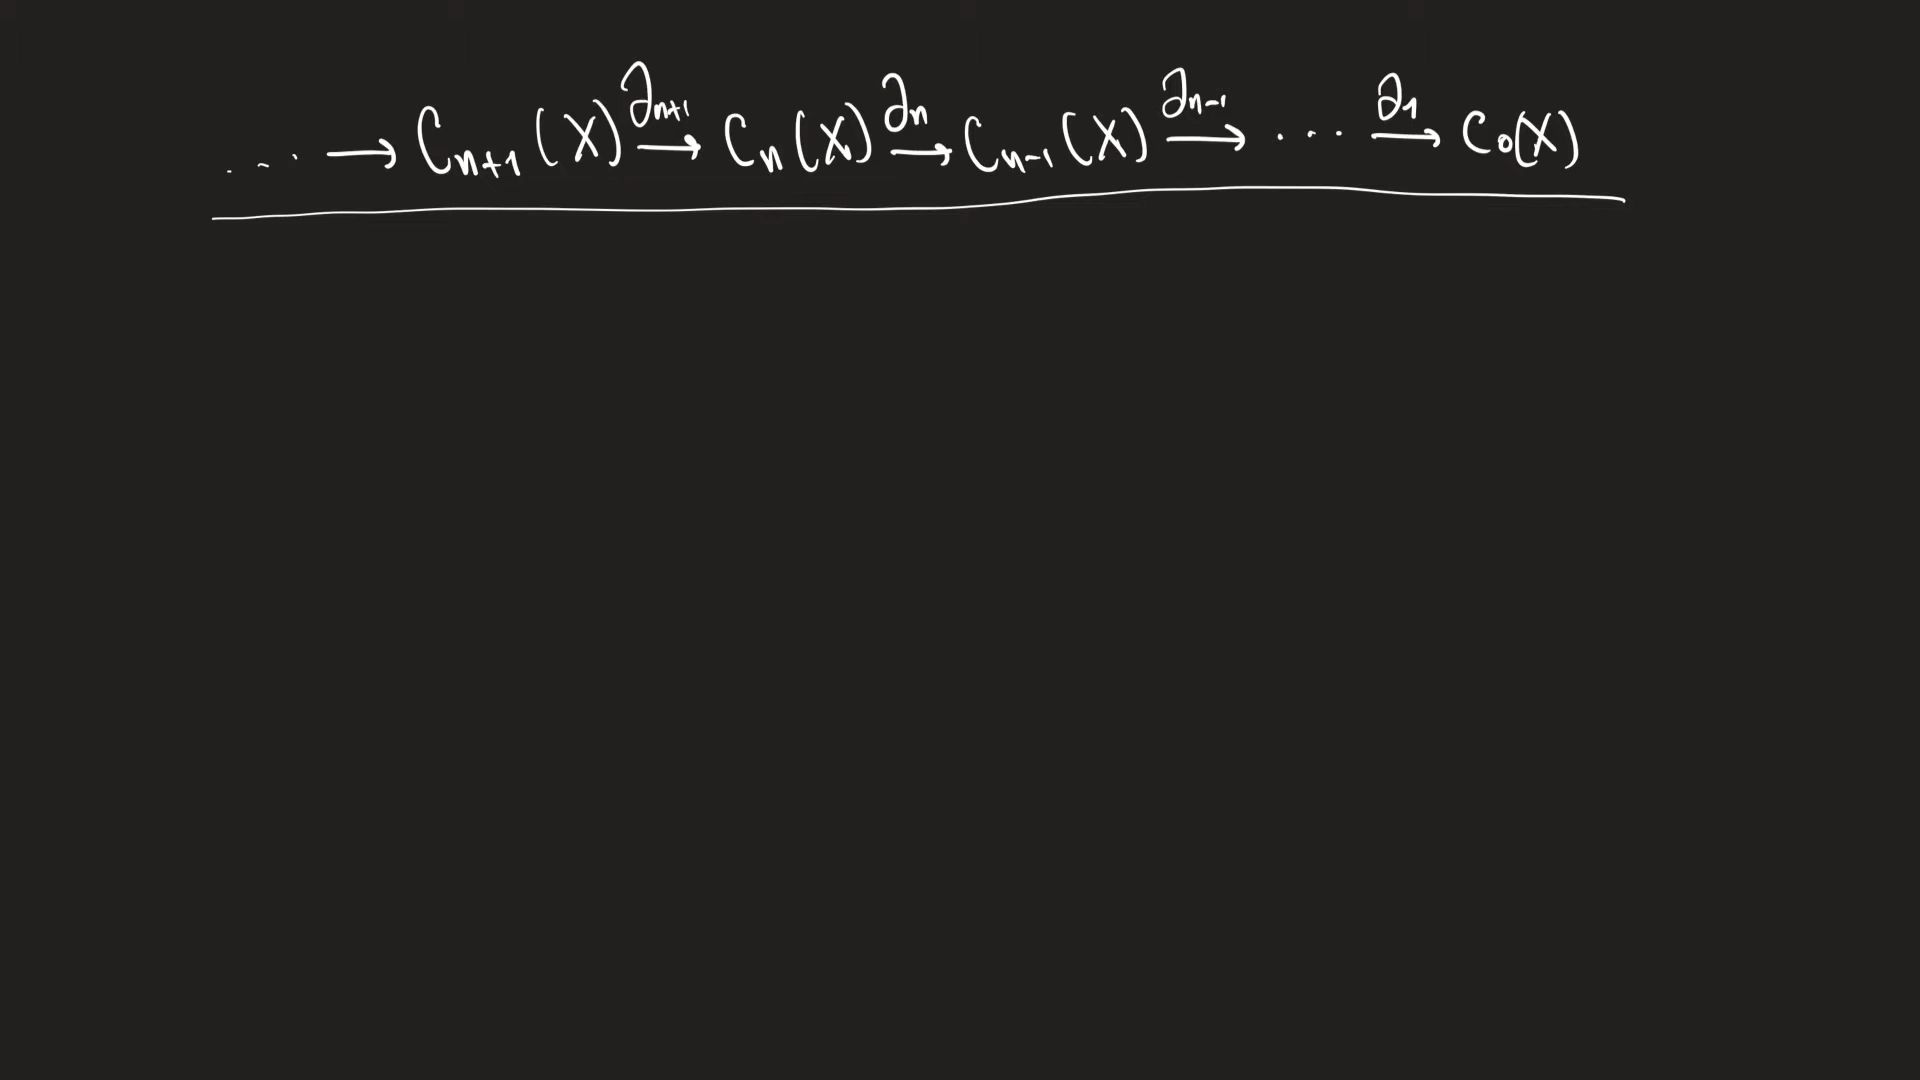 ... → Cₙ₊₁(X) →^{∂ₙ₊₁} Cₙ(X) →^{∂ₙ} Cₙ₋₁(X) →^{∂ₙ₋₁} ... →^{∂₁} C₀(X)